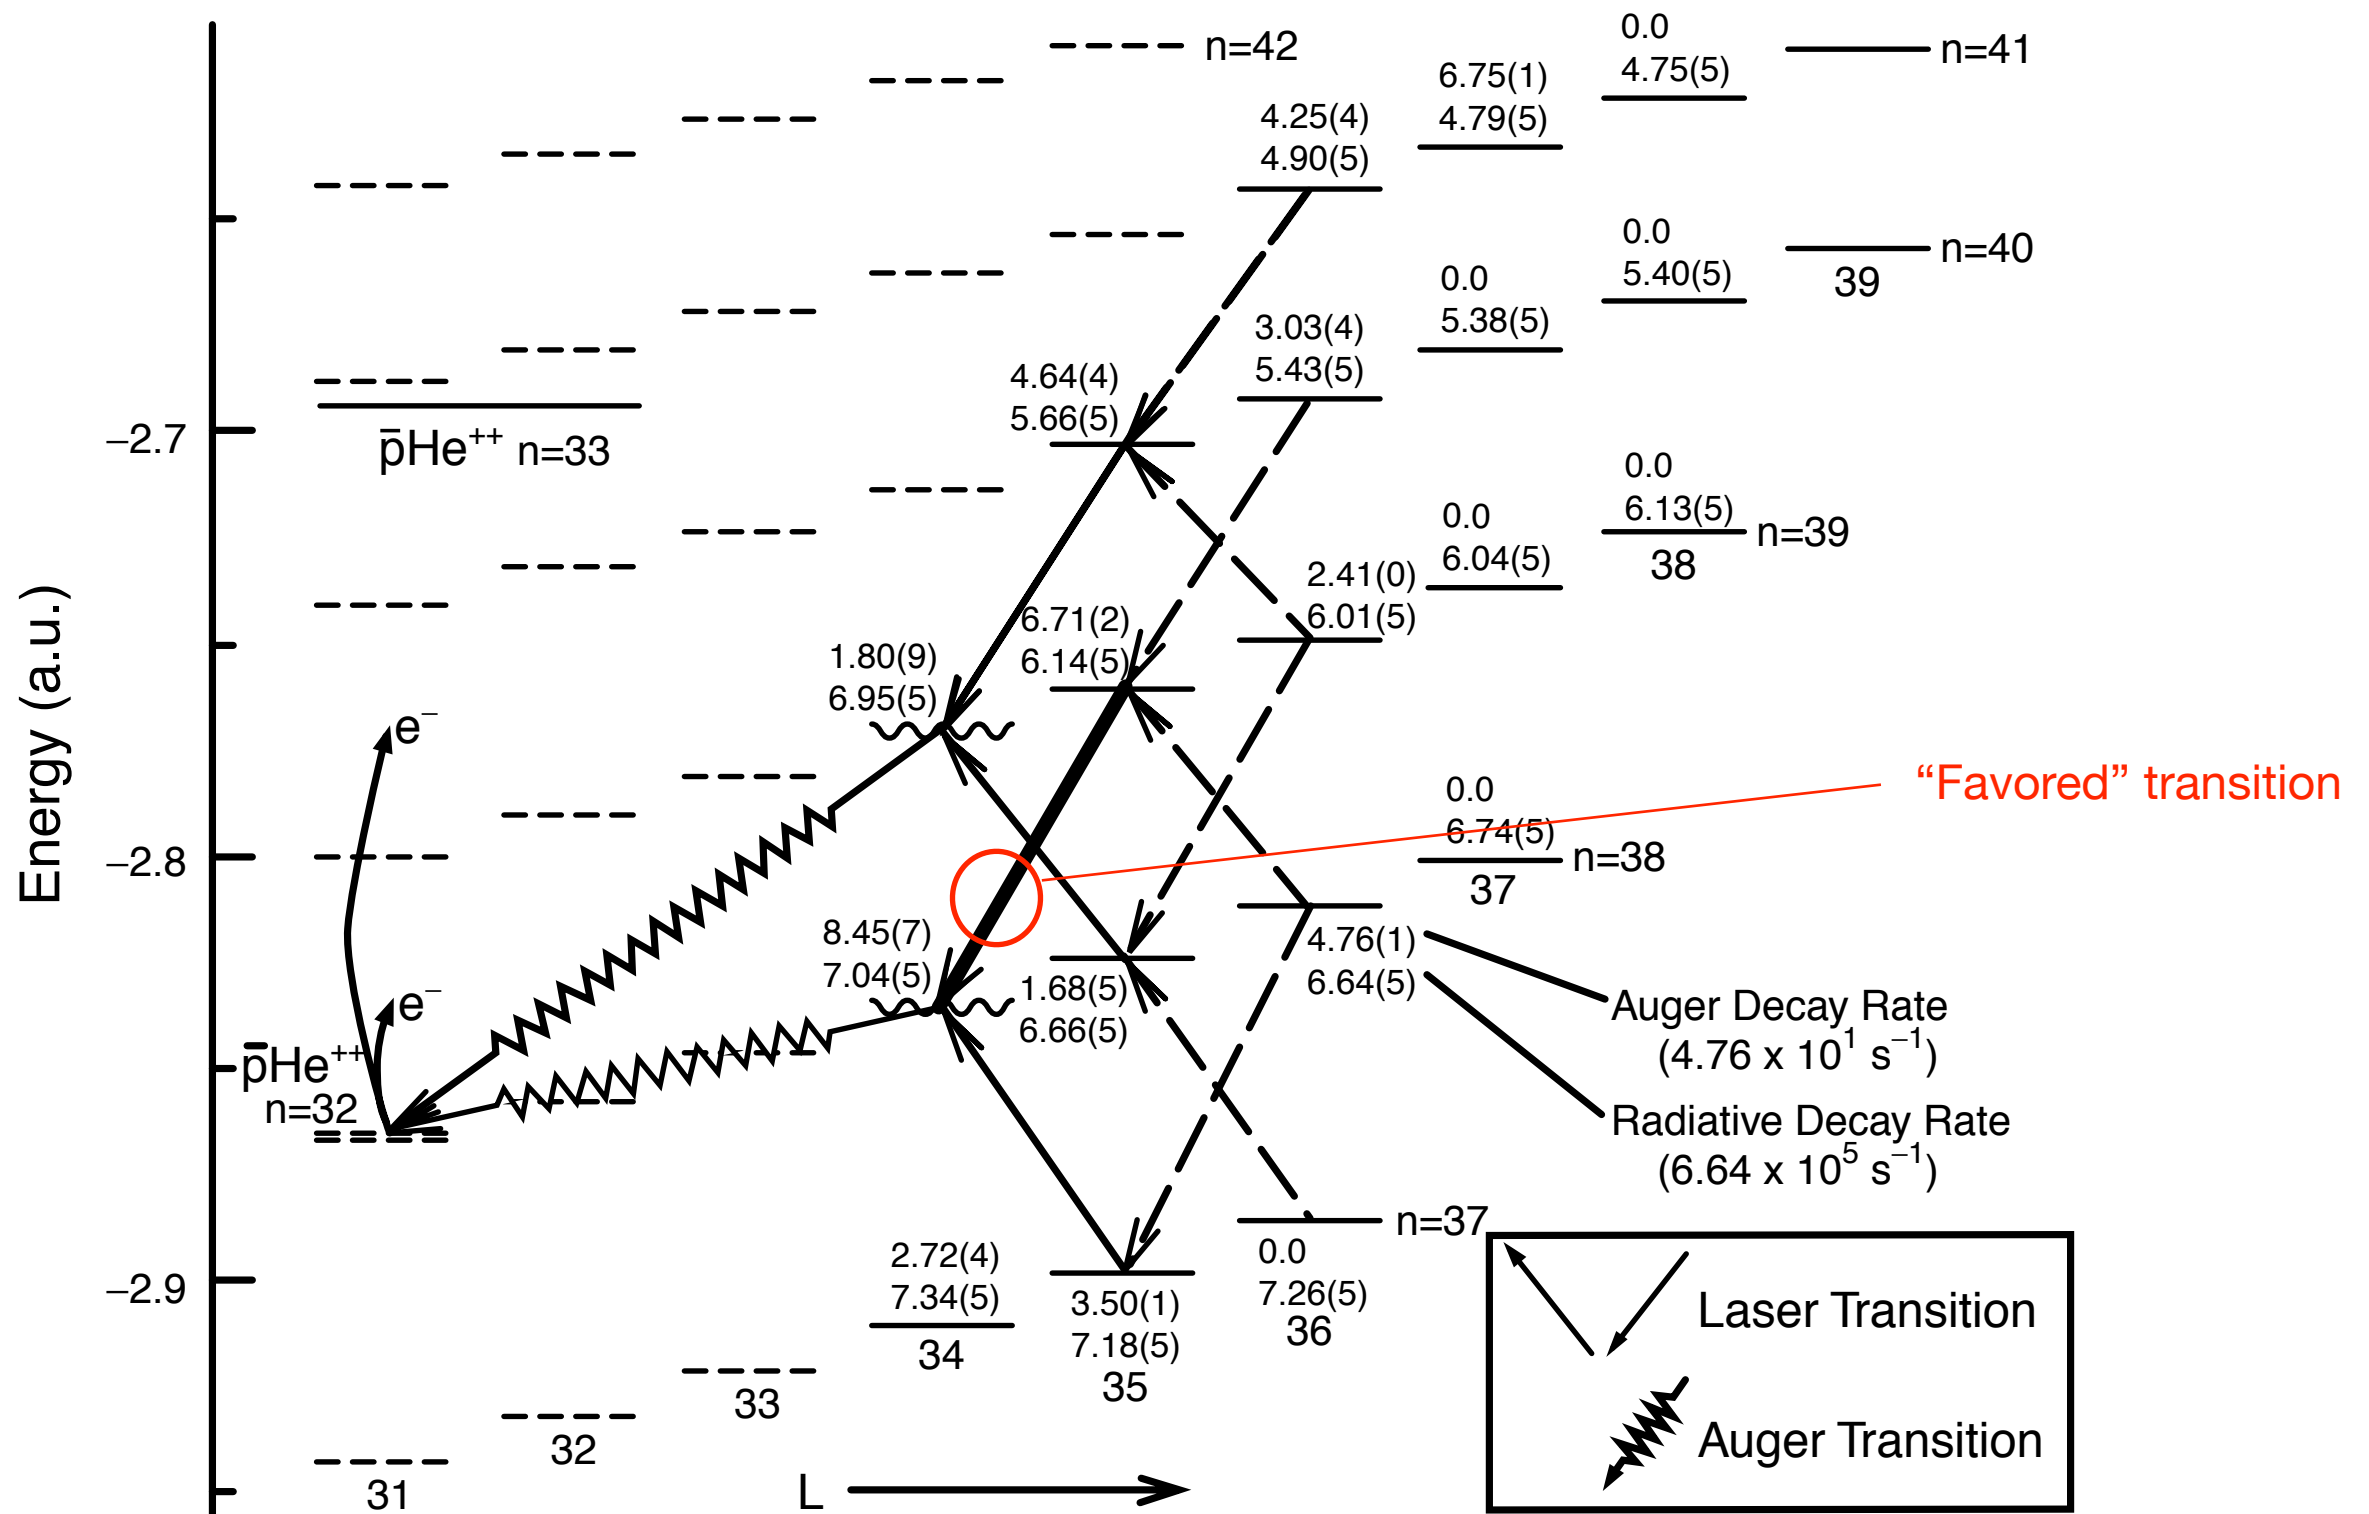 0.0
n=42
n=41
6.75(1)
4.75(5)
4.25(4)
4.79(5)
4.90(5)
0.0
n=40
0.0
5.40(5)
39
3.03(4)
5.38(5)
4.64(4)
5.43(5)
5.66(5)
−2.7
p̄He++ n=33
0.0
6.13(5)
n=39
0.0
6.04(5)
38
2.41(0)
6.01(5)
6.71(2)
6.14(5)
1.80(9)
6.95(5)
e−
Energy (a.u.)
“Favored” transition
0.0
6.74(5)
n=38
−2.8
37
8.45(7)
7.04(5)
4.76(1)
6.64(5)
1.68(5)
6.66(5)
e−
Auger Decay Rate
(4.76 x 10^1 s^−1)
p̄He++
n=32
Radiative Decay Rate
(6.64 x 10^5 s^−1)
n=37
2.72(4)
7.34(5)
0.0
7.26(5)
36
−2.9
3.50(1)
7.18(5)
35
34
33
32
31
L
Laser Transition
Auger Transition